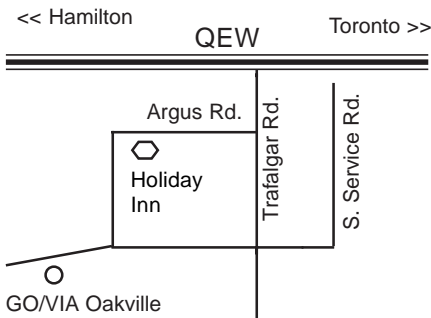 << Hamilton
QEW
Toronto >>
Argus Rd.
Trafalgar Rd.
S. Service Rd.
Holiday
Inn
GO/VIA Oakville